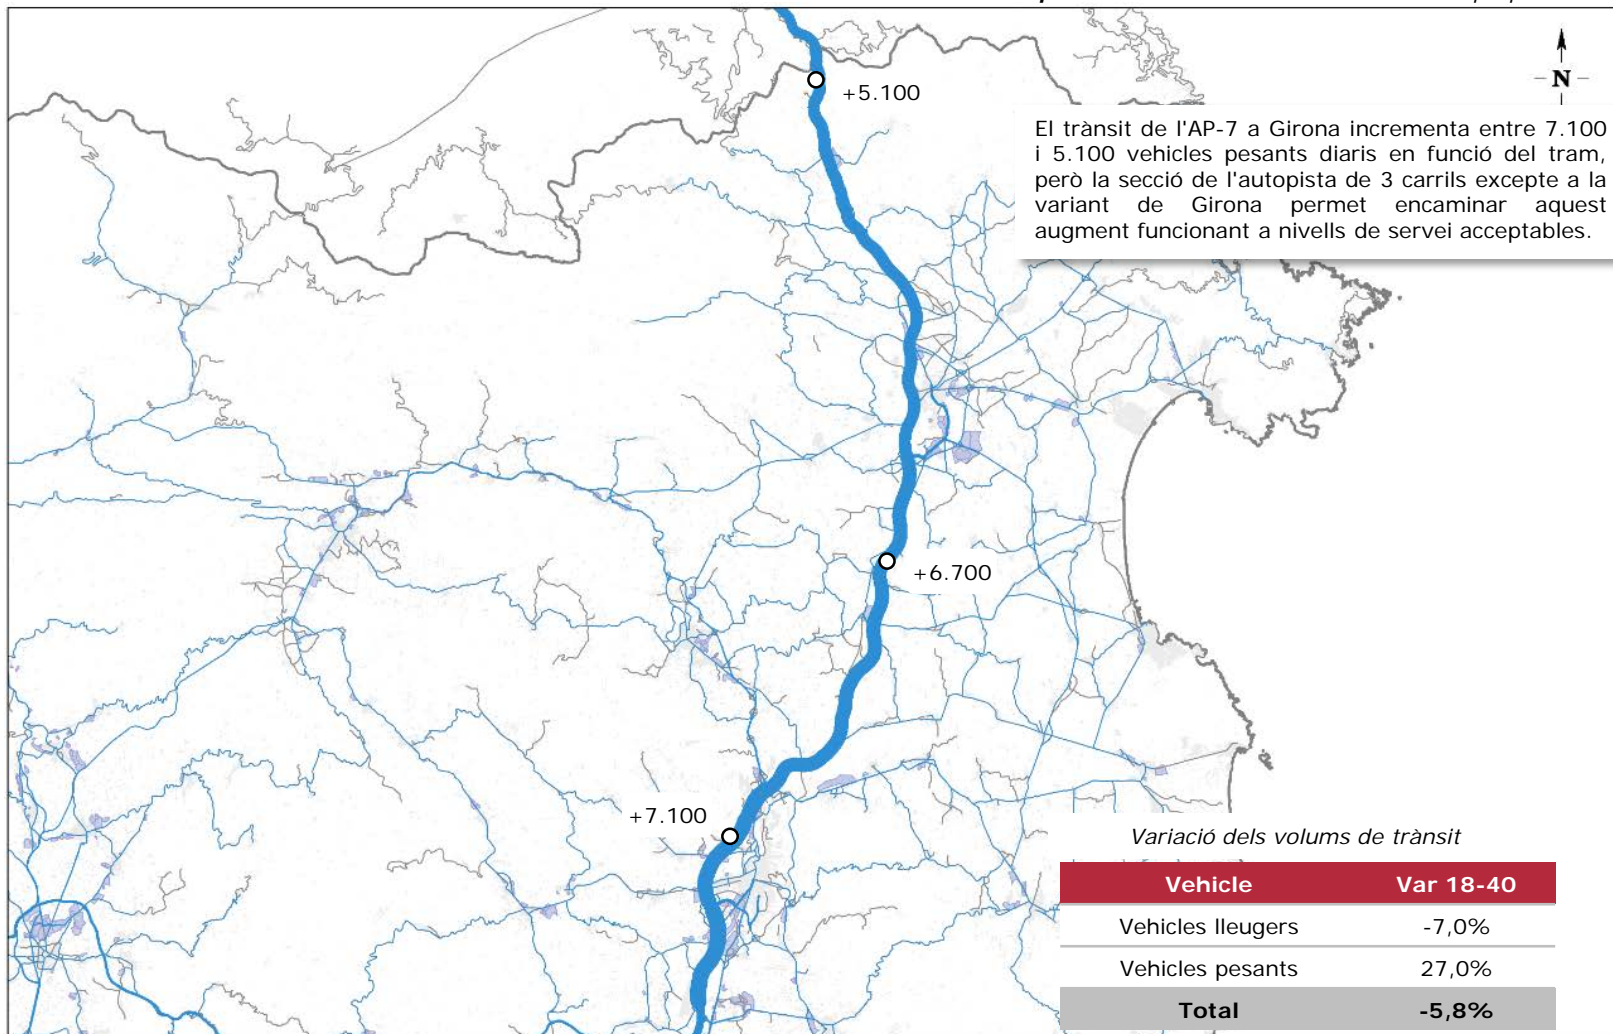 N
+5.100
El trànsit de l'AP-7 a Girona incrementa entre 7.100
i 5.100 vehicles pesants diaris en funció del tram,
però la secció de l'autopista de 3 carrils excepte a la
variant de Girona permet encaminar aquest
augment funcionant a nivells de servei acceptables.
+6.700
+7.100
Variació dels volums de trànsit
Vehicle Var 18-40
Vehicles lleugers -7,0%
Vehicles pesants 27,0%
Total -5,8%